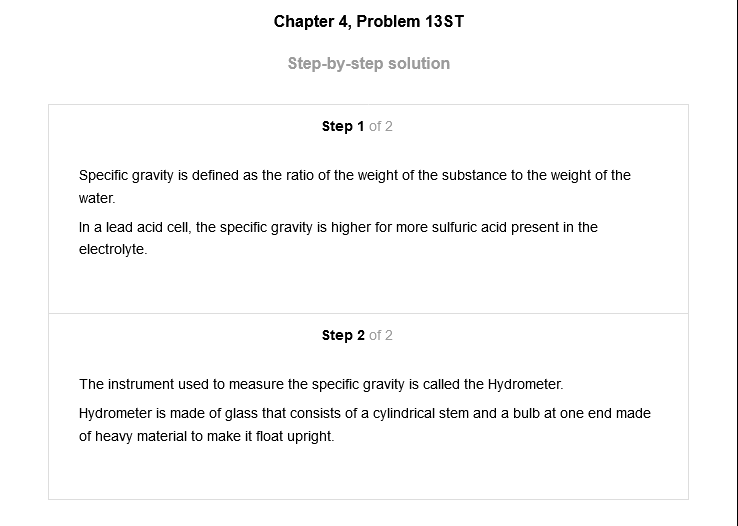 Chapter 4, Problem 13ST
Step-by-step solution
Step 1 of 2
Specific gravity is defined as the ratio of the weight of the substance to the weight of the
water.
In a lead acid cell, the specific gravity is higher for more sulfuric acid present in the
electrolyte.
Step 2 of 2
The instrument used to measure the specific gravity is called the Hydrometer.
Hydrometer is made of glass that consists of a cylindrical stem and a bulb at one end made
of heavy material to make it float upright.